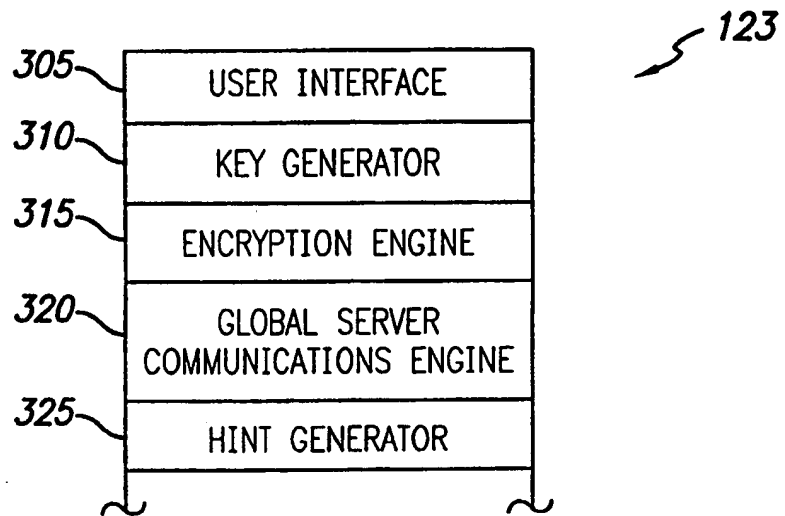 123
305 USER INTERFACE
310 KEY GENERATOR
315 ENCRYPTION ENGINE
320 GLOBAL SERVER
COMMUNICATIONS ENGINE
325 HINT GENERATOR